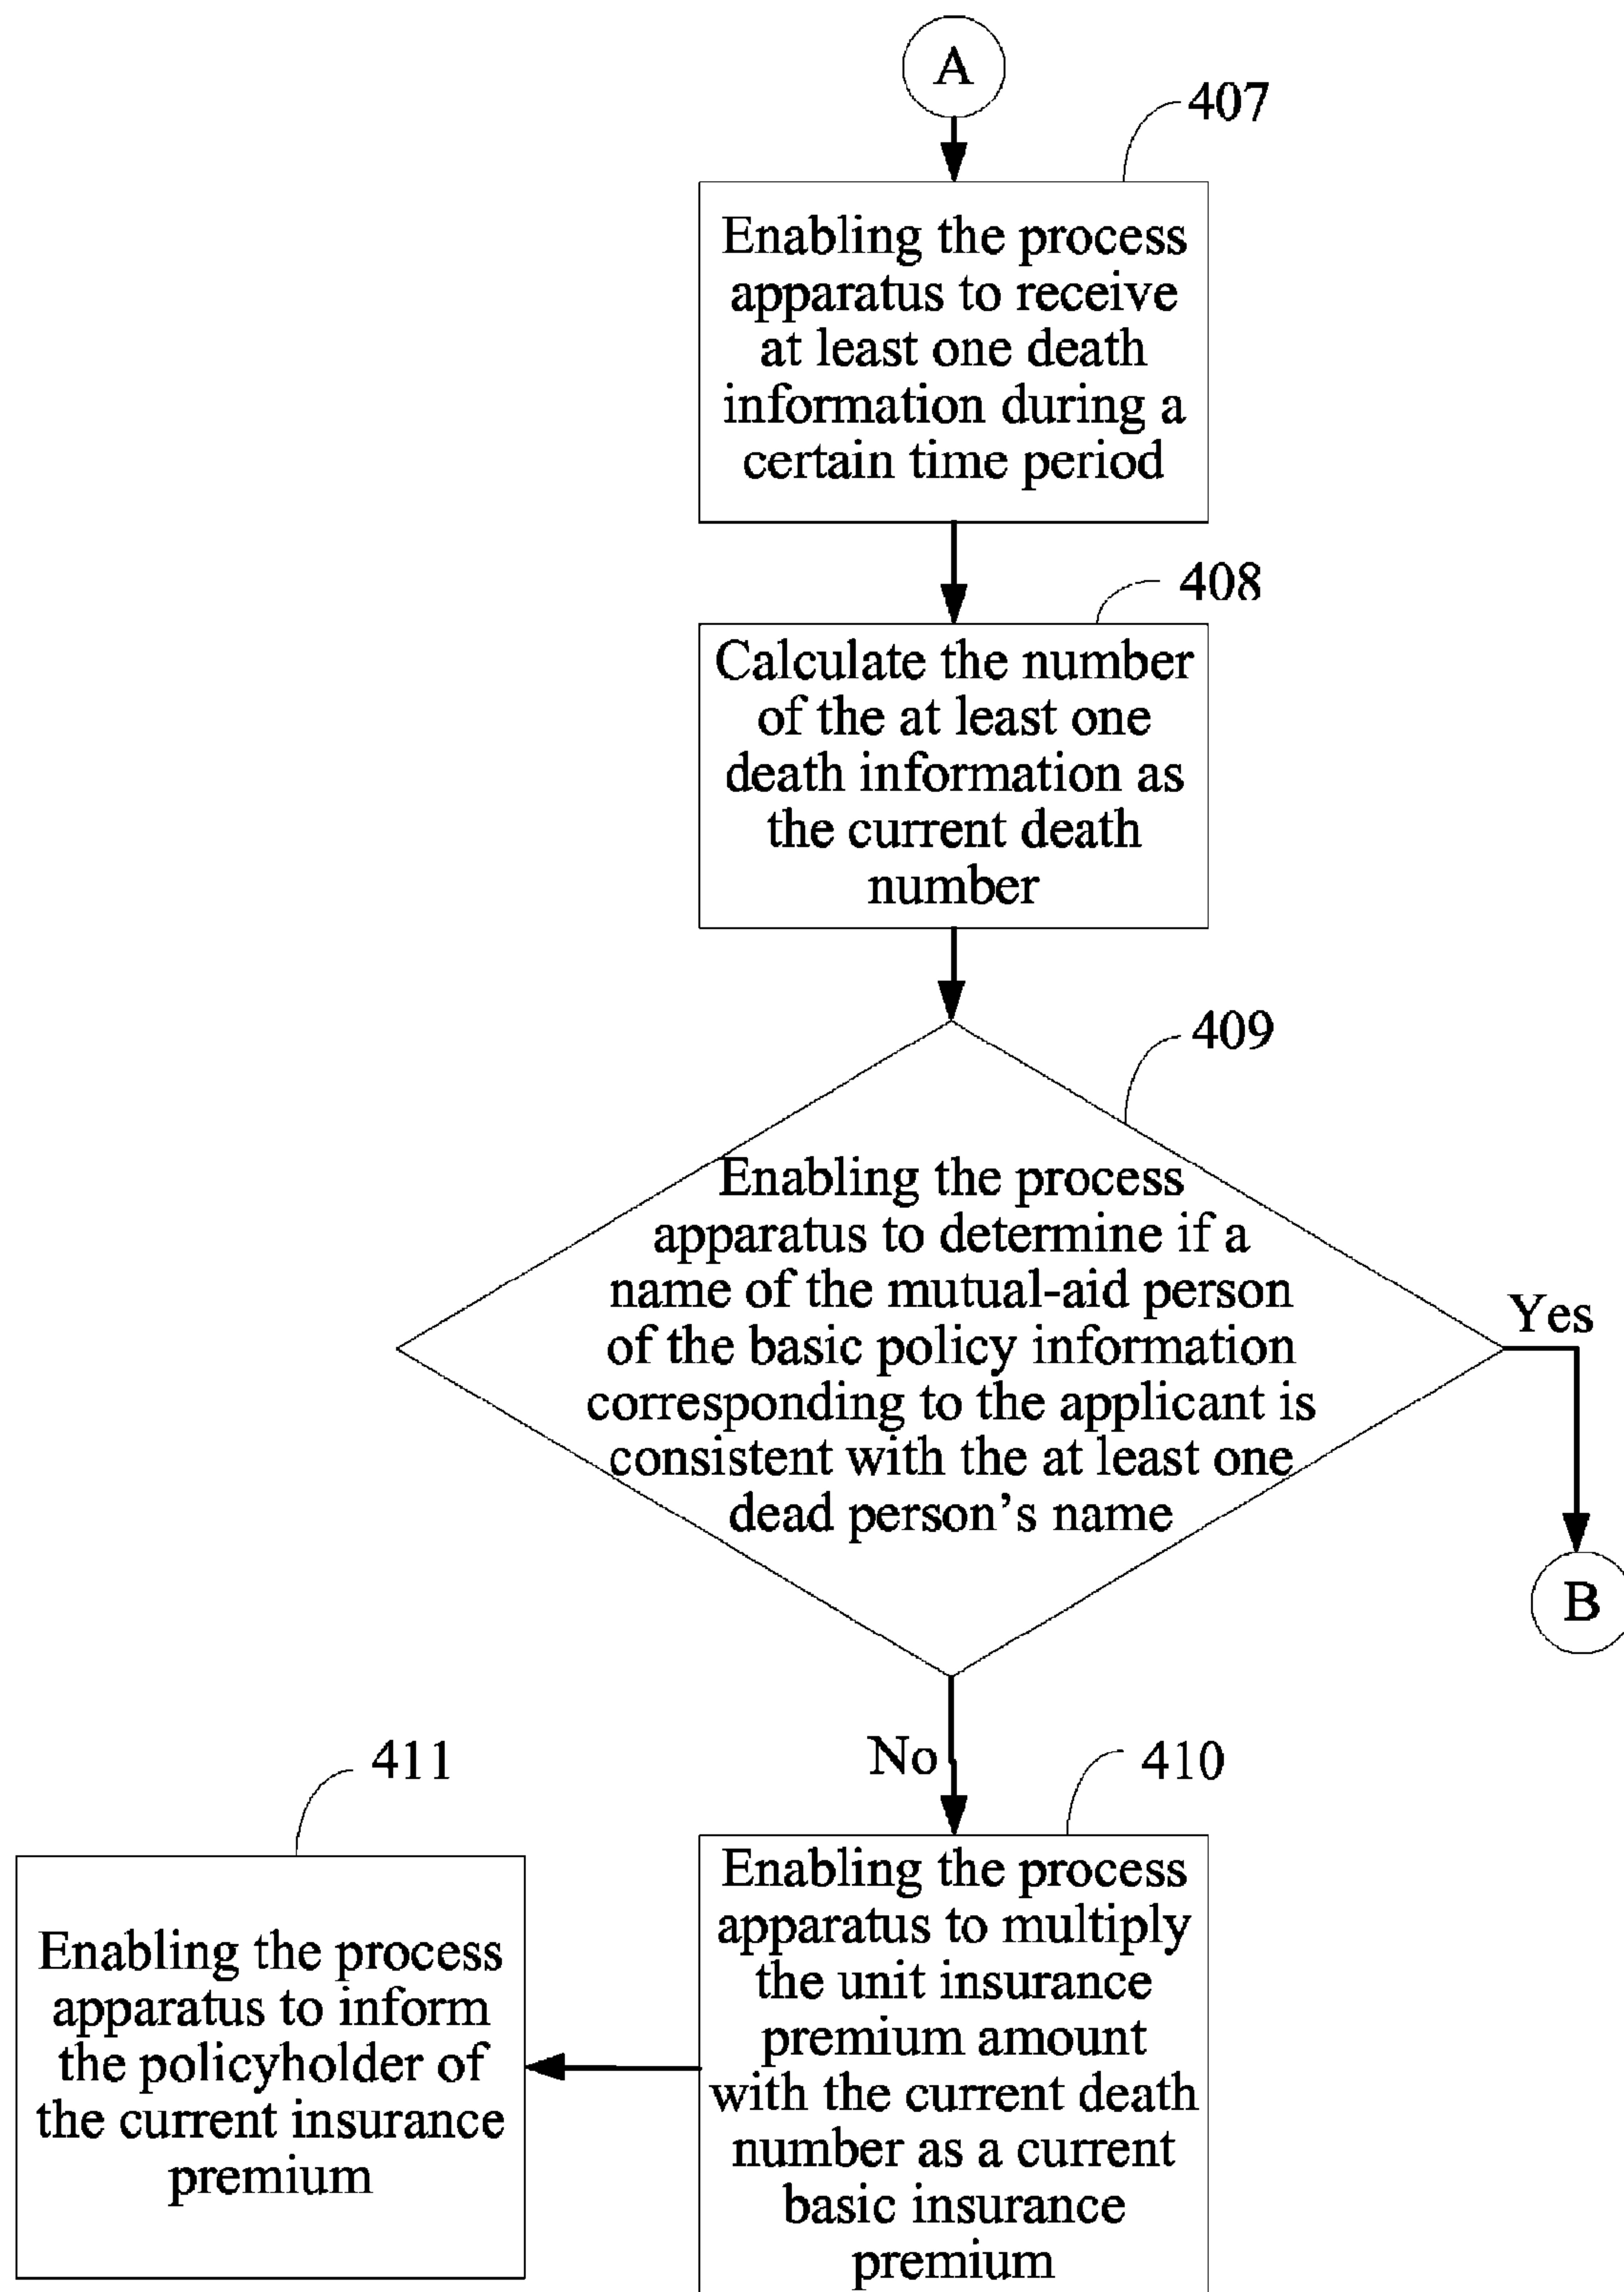 A
407
Enabling the process
apparatus to receive
at least one death
information during a
certain time period
408
Calculate the number
of the at least one
death information as
the current death
number
409
Enabling the process
apparatus to determine if a
name of the mutual-aid person
of the basic policy information
corresponding to the applicant is
consistent with the at least one
dead person's name
Yes
B
No
410
Enabling the process
apparatus to multiply
the unit insurance
premium amount
with the current death
number as a current
basic insurance
premium
411
Enabling the process
apparatus to inform
the policyholder of
the current insurance
premium